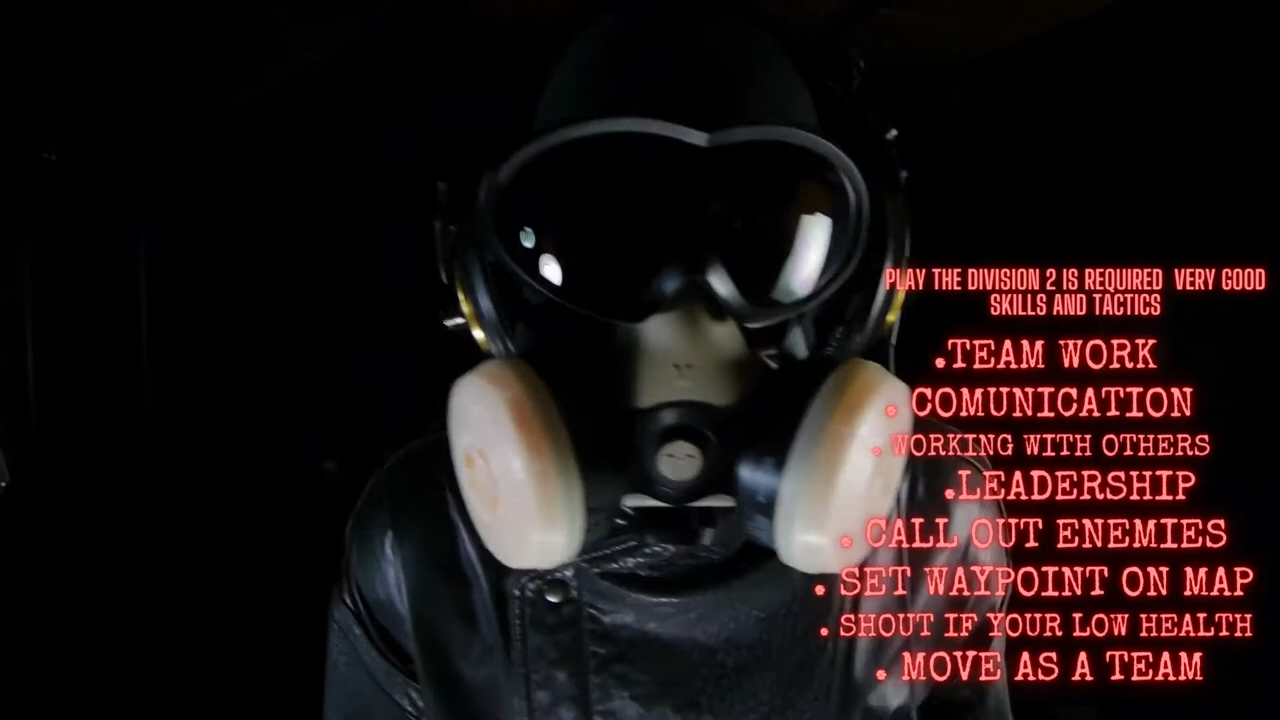 PLAY THE DIVISION 2 IS REQUIRED VERY GOOD
SKILLS AND TACTICS
.TEAM WORK
. COMUNICATION
. WORKING WITH OTHERS
.LEADERSHIP
. CALL OUT ENEMIES
. SET WAYPOINT ON MAP
. SHOUT IF YOUR LOW HEALTH
. MOVE AS A TEAM